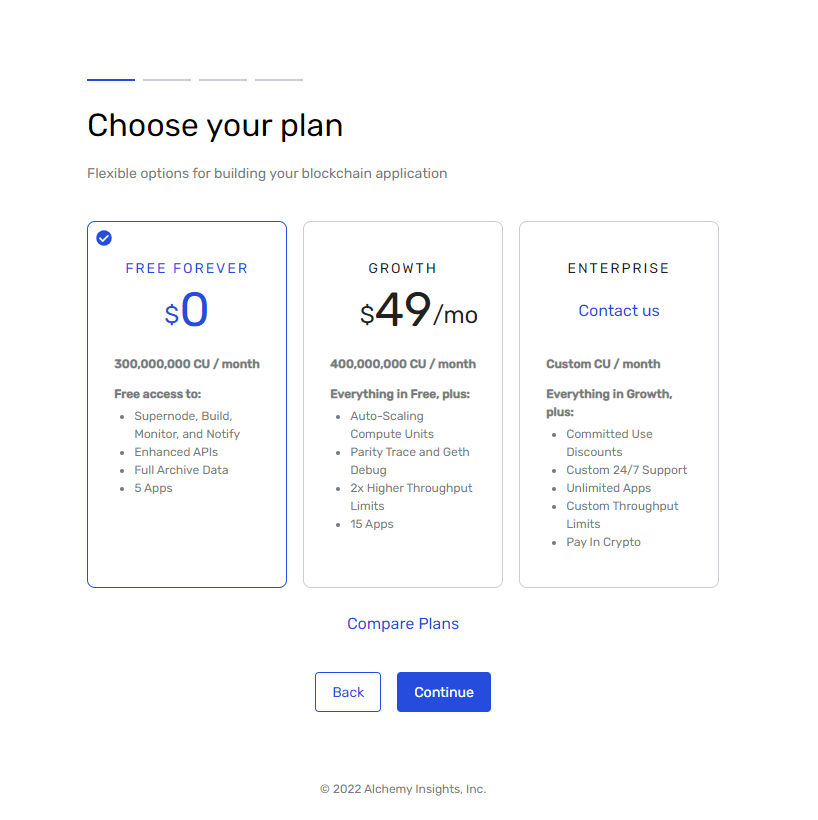 Choose your plan
Flexible options for building your blockchain application
FREE FOREVER
$0
300,000,000 CU / month
Free access to:
Supernode, Build,
Monitor, and Notify
Enhanced APIs
Full Archive Data
5 Apps
GROWTH
$49/mo
400,000,000 CU / month
Everything in Free, plus:
Auto-Scaling
Compute Units
Parity Trace and Geth
Debug
2x Higher Throughput
Limits
15 Apps
ENTERPRISE
Contact us
Custom CU / month
Everything in Growth,
plus:
Committed Use
Discounts
Custom 24/7 Support
Unlimited Apps
Custom Throughput
Limits
Pay In Crypto
Compare Plans
Back
Continue
© 2022 Alchemy Insights, Inc.